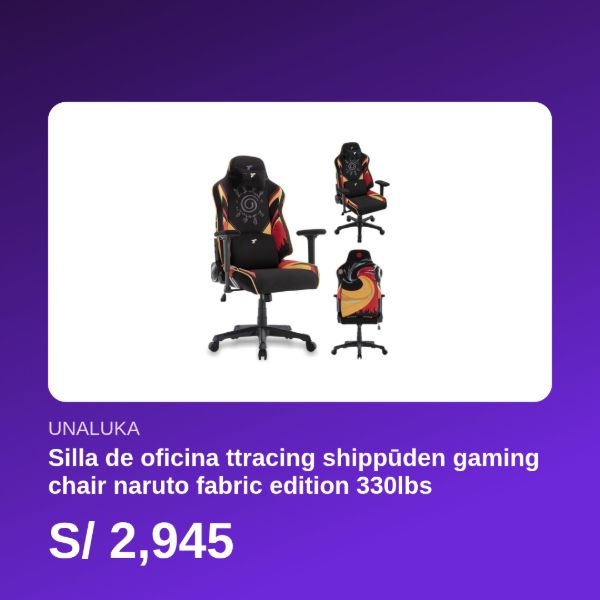 UNALUKA
Silla de oficina ttracing shippūden gaming
chair naruto fabric edition 330lbs
S/ 2,945